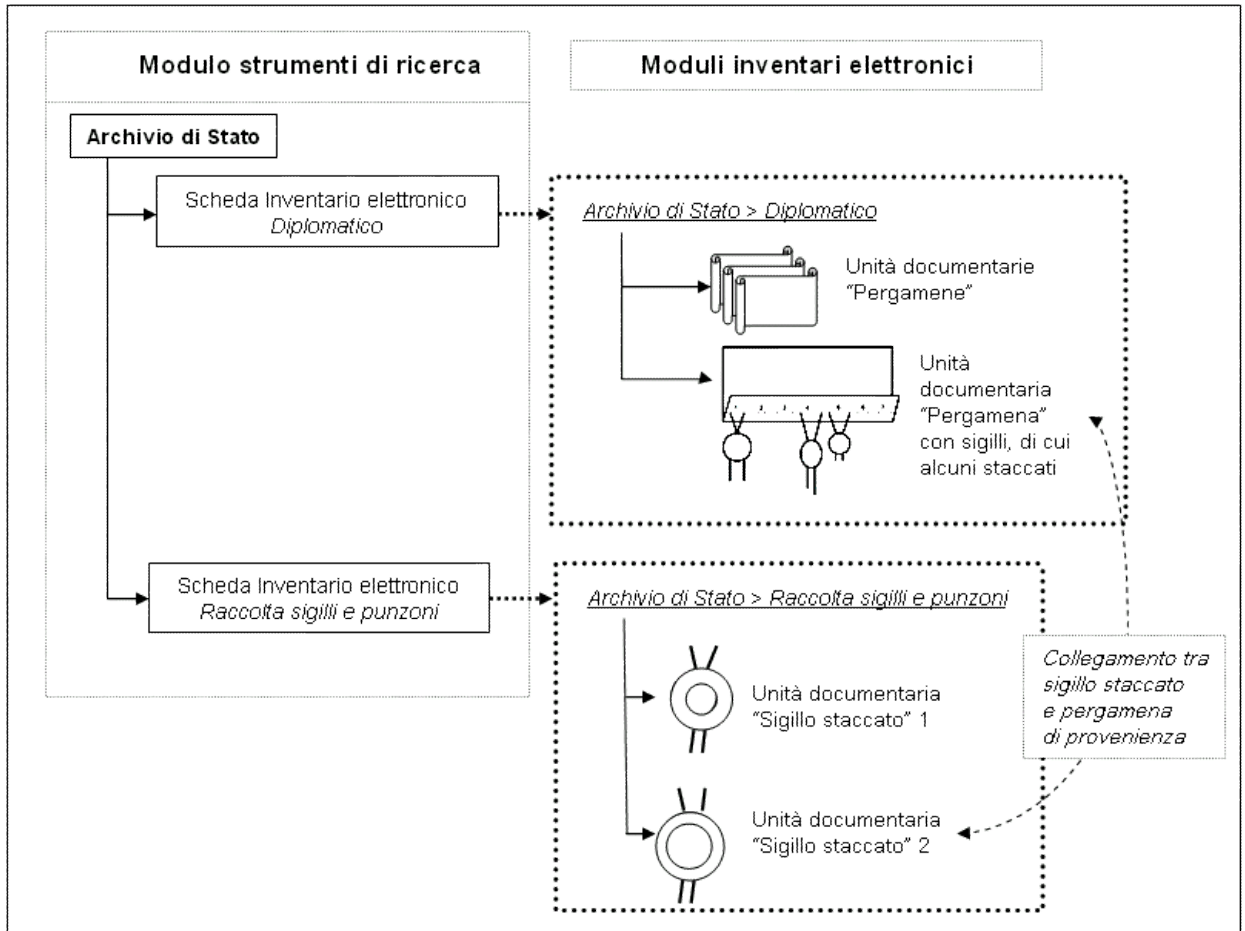 Modulo strumenti di ricerca
Moduli inventari elettronici
Archivio di Stato
Scheda Inventario elettronico
Diplomatico
Archivio di Stato > Diplomatico
Unità documentarie
“Pergamene”
Unità
documentaria
“Pergamena”
con sigilli, di cui
alcuni staccati
Scheda Inventario elettronico
Raccolta sigilli e punzoni
Archivio di Stato > Raccolta sigilli e punzoni
Unità documentaria
“Sigillo staccato” 1
Unità documentaria
“Sigillo staccato” 2
Collegamento tra
sigillo staccato
e pergamena
di provenienza